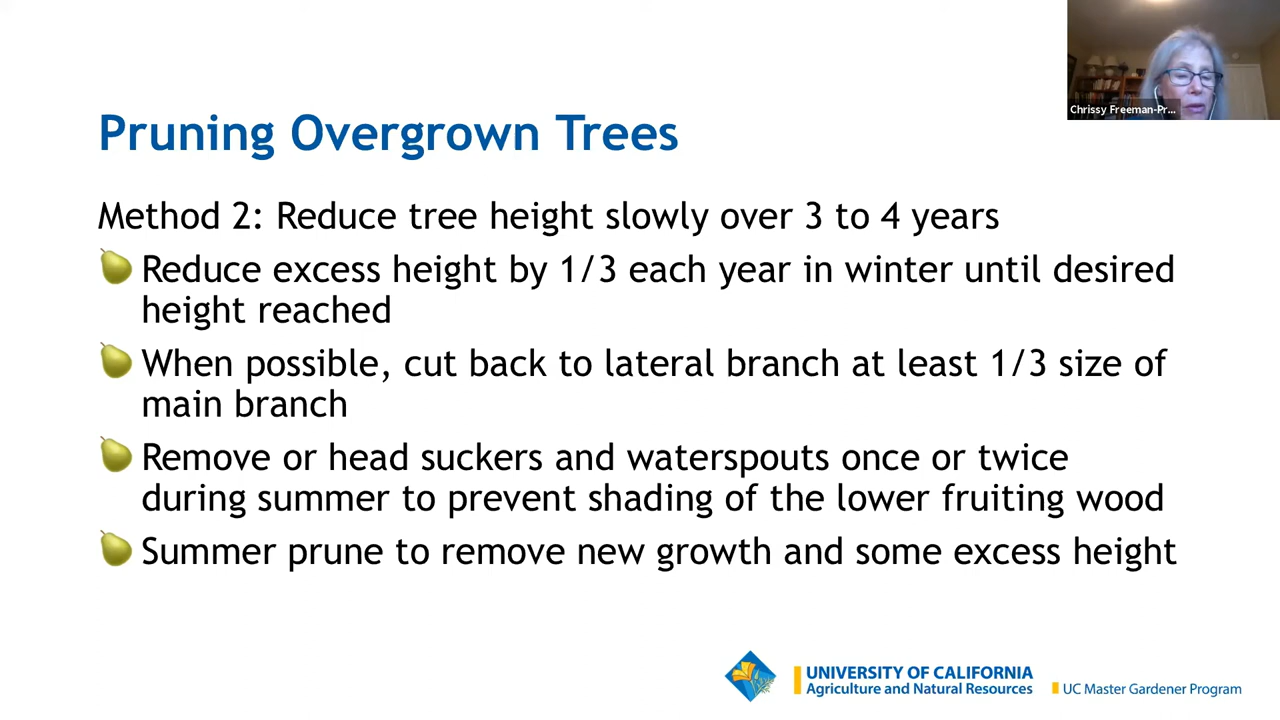 Chrissy Freeman-Pr...
Pruning Overgrown Trees
Method 2: Reduce tree height slowly over 3 to 4 years
Reduce excess height by 1/3 each year in winter until desired
height reached
When possible, cut back to lateral branch at least 1/3 size of
main branch
Remove or head suckers and waterspouts once or twice
during summer to prevent shading of the lower fruiting wood
Summer prune to remove new growth and some excess height
UNIVERSITY OF CALIFORNIA
Agriculture and Natural Resources
UC Master Gardener Program